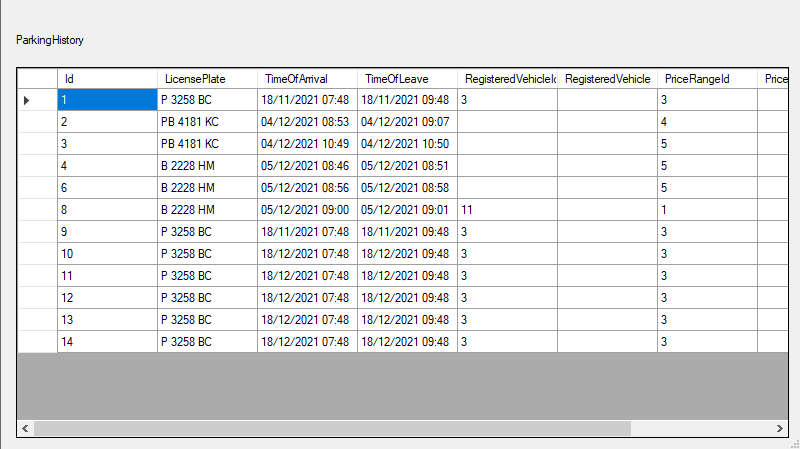 ParkingHistory
Id LicensePlate TimeOfArrival TimeOfLeave RegisteredVehicleId RegisteredVehicle PriceRangeId Price
1 P 3258 BC 18/11/2021 07:48 18/11/2021 09:48 3 3
2 PB 4181 KC 04/12/2021 08:53 04/12/2021 09:07 4
3 PB 4181 KC 04/12/2021 10:49 04/12/2021 10:50 5
4 B 2228 HM 05/12/2021 08:46 05/12/2021 08:51 5
6 B 2228 HM 05/12/2021 08:56 05/12/2021 08:58 5
8 B 2228 HM 05/12/2021 09:00 05/12/2021 09:01 11 1
9 P 3258 BC 18/11/2021 07:48 18/11/2021 09:48 3 3
10 P 3258 BC 18/12/2021 07:48 18/12/2021 09:48 3 3
11 P 3258 BC 18/12/2021 07:48 18/12/2021 09:48 3 3
12 P 3258 BC 18/12/2021 07:48 18/12/2021 09:48 3 3
13 P 3258 BC 18/12/2021 07:48 18/12/2021 09:48 3 3
14 P 3258 BC 18/12/2021 07:48 18/12/2021 09:48 3 3